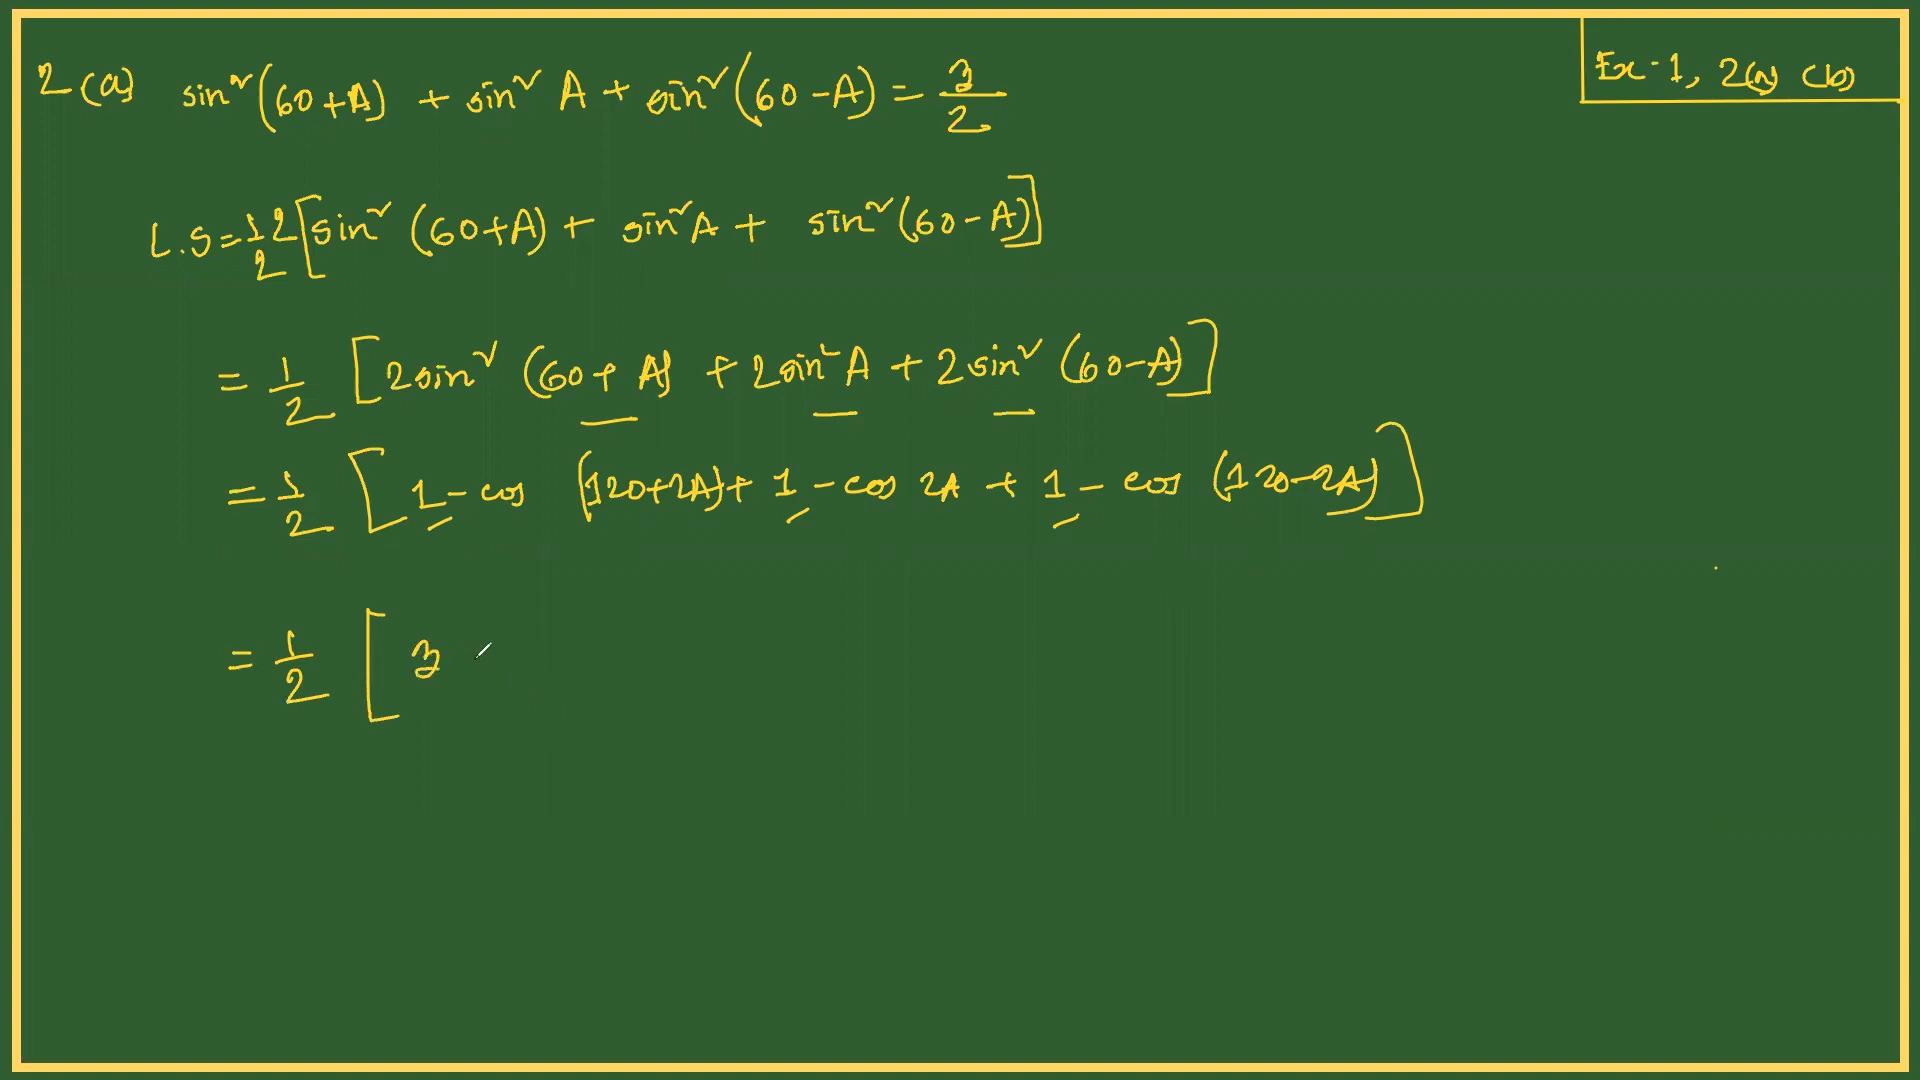 Ex-1, 2(a) (b)
2(a) sin²(60+A) + sin² A + sin²(60-A) = 3/2
L.S = 1/2 2[sin² (60+A) + sin²A + sin²(60-A)]
= 1/2 [2sin² (60+A) + 2sin²A + 2sin² (60-A)]
= 1/2 [1-cos (120+2A) + 1-cos 2A + 1-cos (120-2A)]
= 1/2 [3